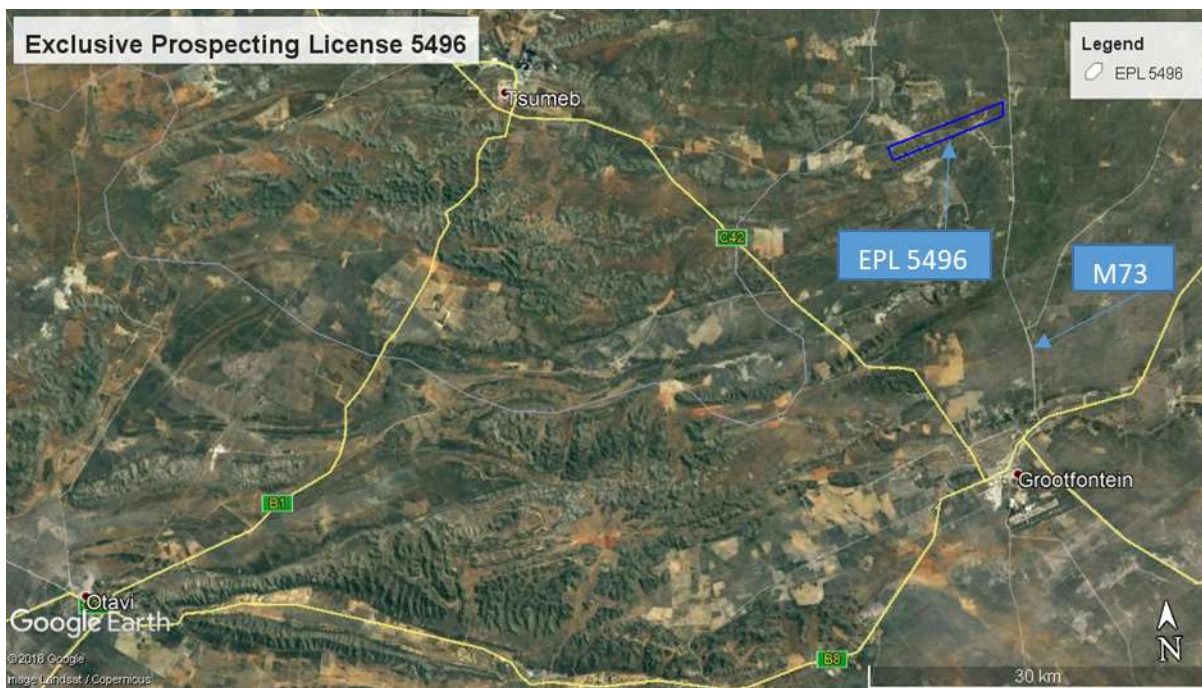 Exclusive Prospecting License 5496
Legend
EPL 5496
Tsumeb
C42
EPL 5496
M73
Grootfontein
B1
Otavi
Google Earth
©2018 Google
Image Landsat / Copernicus
B8
30 km
N